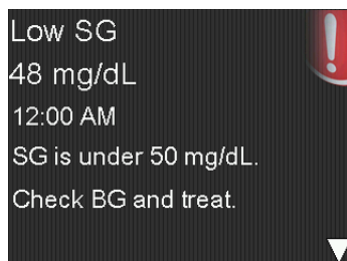 Low SG
48 mg/dL
12:00 AM
SG is under 50 mg/dL.
Check BG and treat.